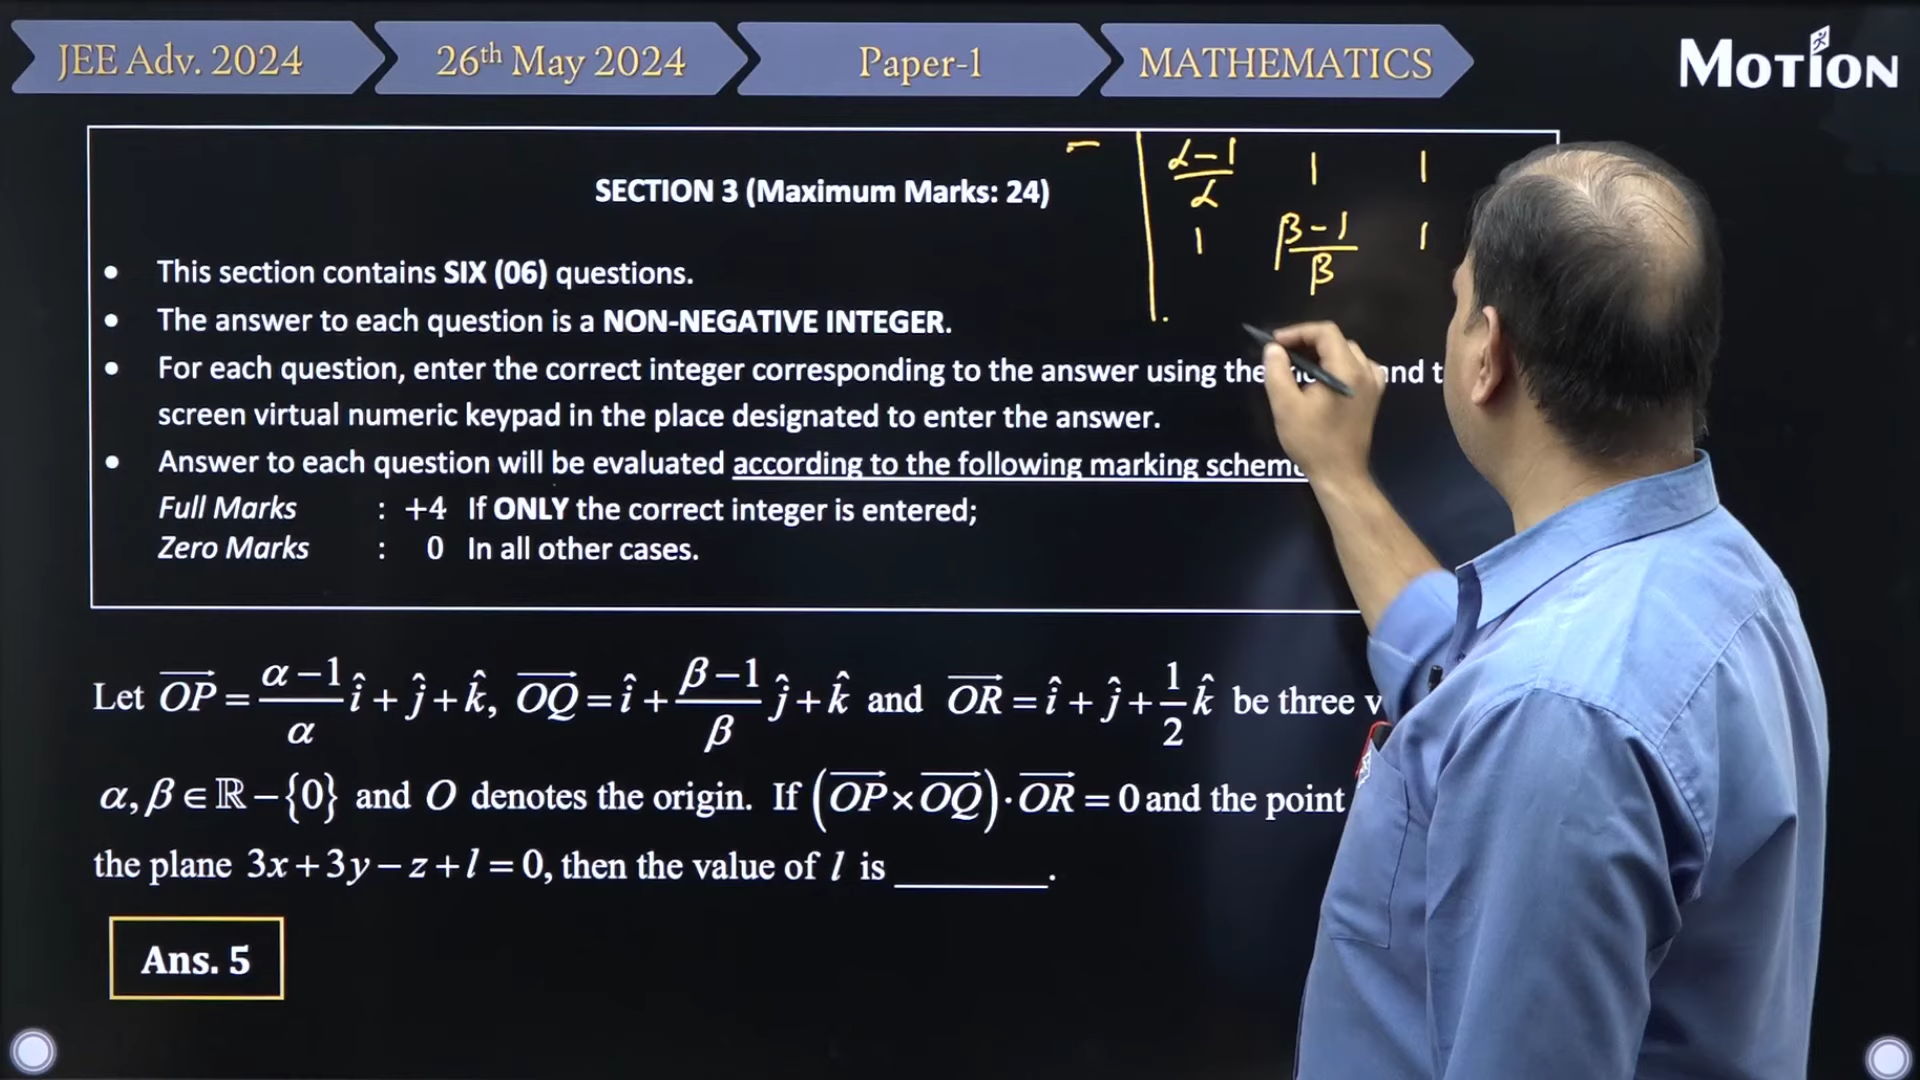 JEE Adv. 2024 26th May 2024 Paper-1 MATHEMATICS MOTION
SECTION 3 (Maximum Marks: 24)
α-1/α 1 1
1 β-1/β 1
• This section contains SIX (06) questions.
• The answer to each question is a NON-NEGATIVE INTEGER.
• For each question, enter the correct integer corresponding to the answer using the and
screen virtual numeric keypad in the place designated to enter the answer.
• Answer to each question will be evaluated according to the following marking
Full Marks : +4 If ONLY the correct integer is entered;
Zero Marks : 0 In all other cases.
Let OP⃗ = (α-1)/α î + ĵ + k̂, OQ⃗ = î + (β-1)/β ĵ + k̂ and OR⃗ = î + ĵ + 1/2 k̂ be three
α, β ∈ ℝ – {0} and O denotes the origin. If (OP⃗ × OQ⃗) · OR⃗ = 0 and the point
the plane 3x + 3y – z + l = 0, then the value of l is ________.
Ans. 5